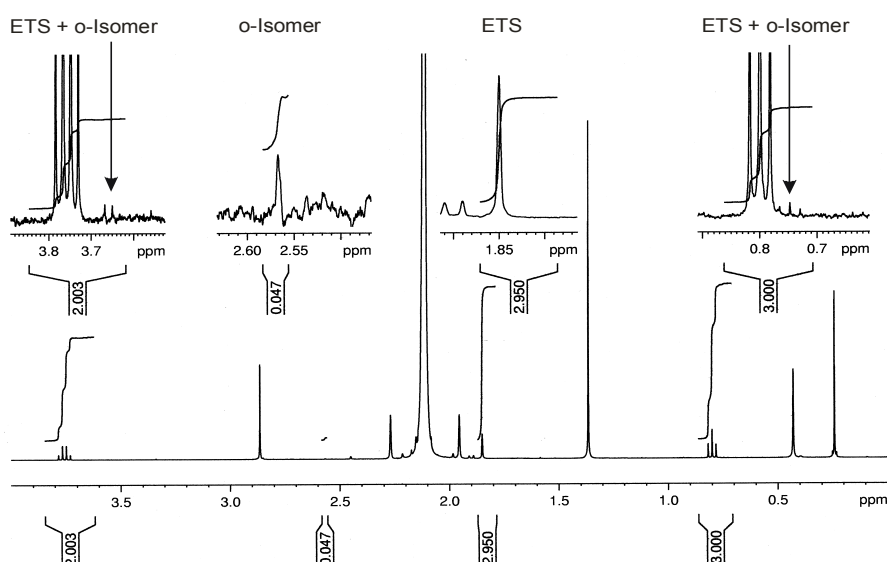 ETS + o-Isomer o-Isomer ETS ETS + o-Isomer
3.8 3.7 ppm 2.60 2.55 ppm 1.85 ppm 0.8 0.7 ppm
2.003 0.047 2.950 3.000
3.5 3.0 2.5 2.0 1.5 1.0 0.5 ppm
2.003 0.047 2.950 3.000